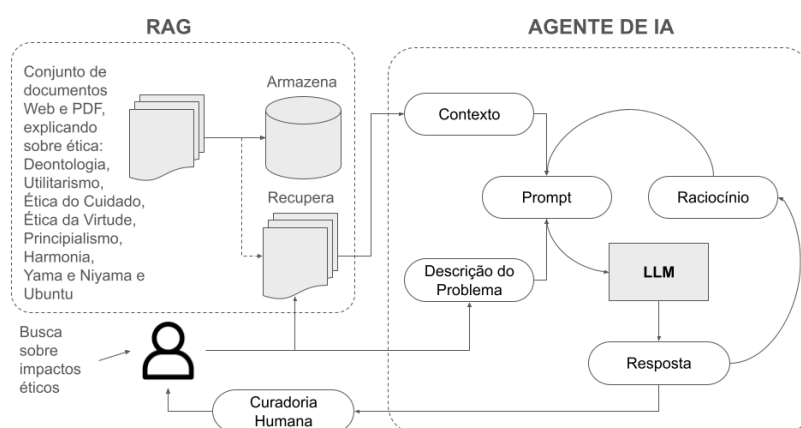 RAG
AGENTE DE IA
Conjunto de
documentos
Web e PDF,
explicando
sobre ética:
Deontologia,
Utilitarismo,
Ética do Cuidado,
Ética da Virtude,
Principialismo,
Harmonia,
Yama e Niyama e
Ubuntu
Armazena
Recupera
Contexto
Prompt
Raciocínio
Descrição do
Problema
LLM
Resposta
Busca
sobre
impactos
éticos
Curadoria
Humana